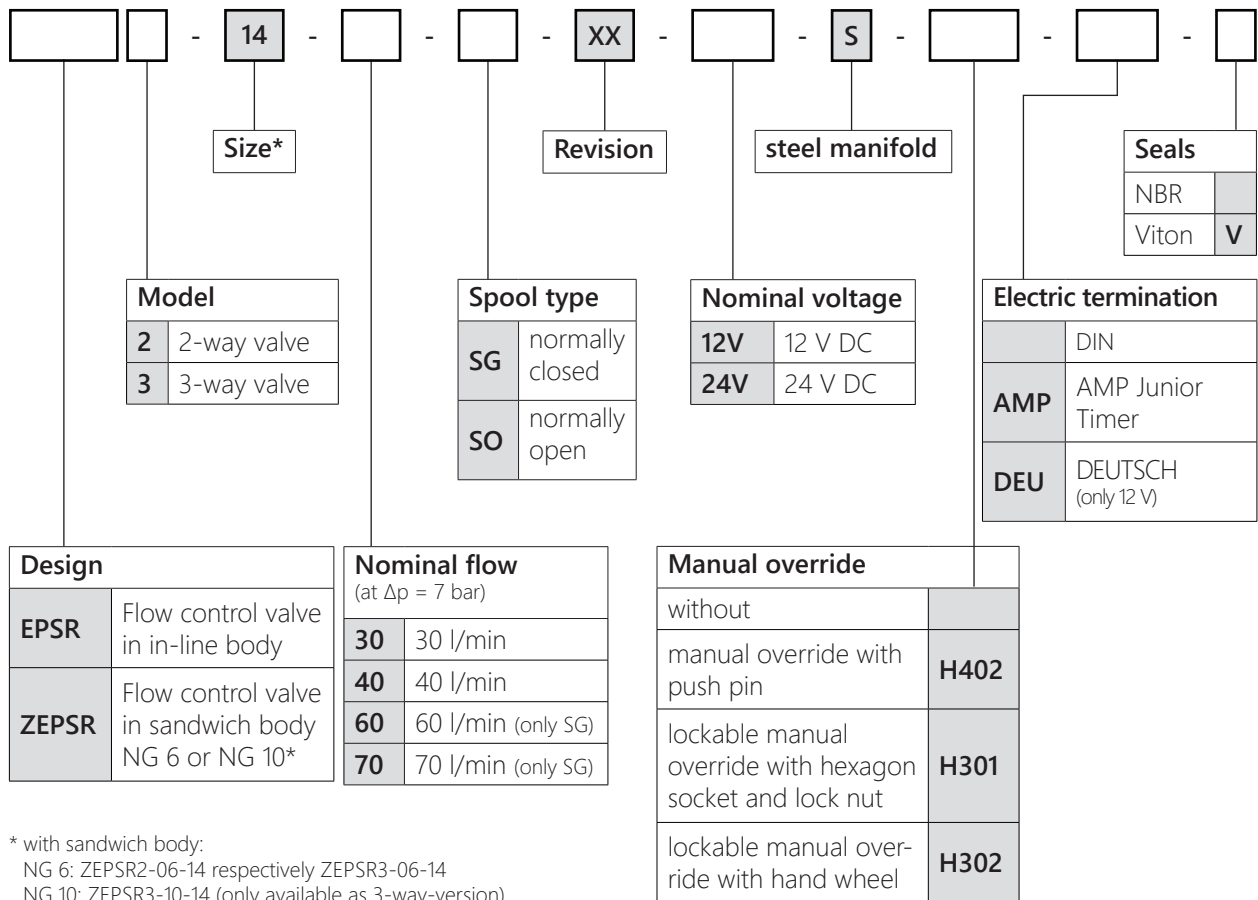 - 14 - - - XX - - S - - -
Size*
Revision
steel manifold
Seals
NBR
Viton V
Model
2 2-way valve
3 3-way valve
Spool type
SG normally
closed
SO normally
open
Nominal voltage
12V 12 V DC
24V 24 V DC
Electric termination
DIN
AMP AMP Junior
Timer
DEU DEUTSCH
(only 12 V)
Design
EPSR Flow control valve
in in-line body
ZEPSR Flow control valve
in sandwich body
NG 6 or NG 10*
Nominal flow
(at Δp = 7 bar)
30 30 l/min
40 40 l/min
60 60 l/min (only SG)
70 70 l/min (only SG)
Manual override
without
manual override with
push pin H402
lockable manual
override with hexagon H301
socket and lock nut
lockable manual over-
ride with hand wheel H302
* with sandwich body:
NG 6: ZEPSR2-06-14 respectively ZEPSR3-06-14
NG 10: ZEPSR3-10-14 (only available as 3-way-version)